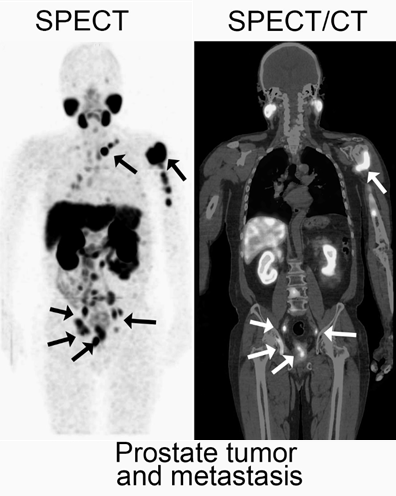 SPECT
SPECT/CT
Prostate tumor
and metastasis